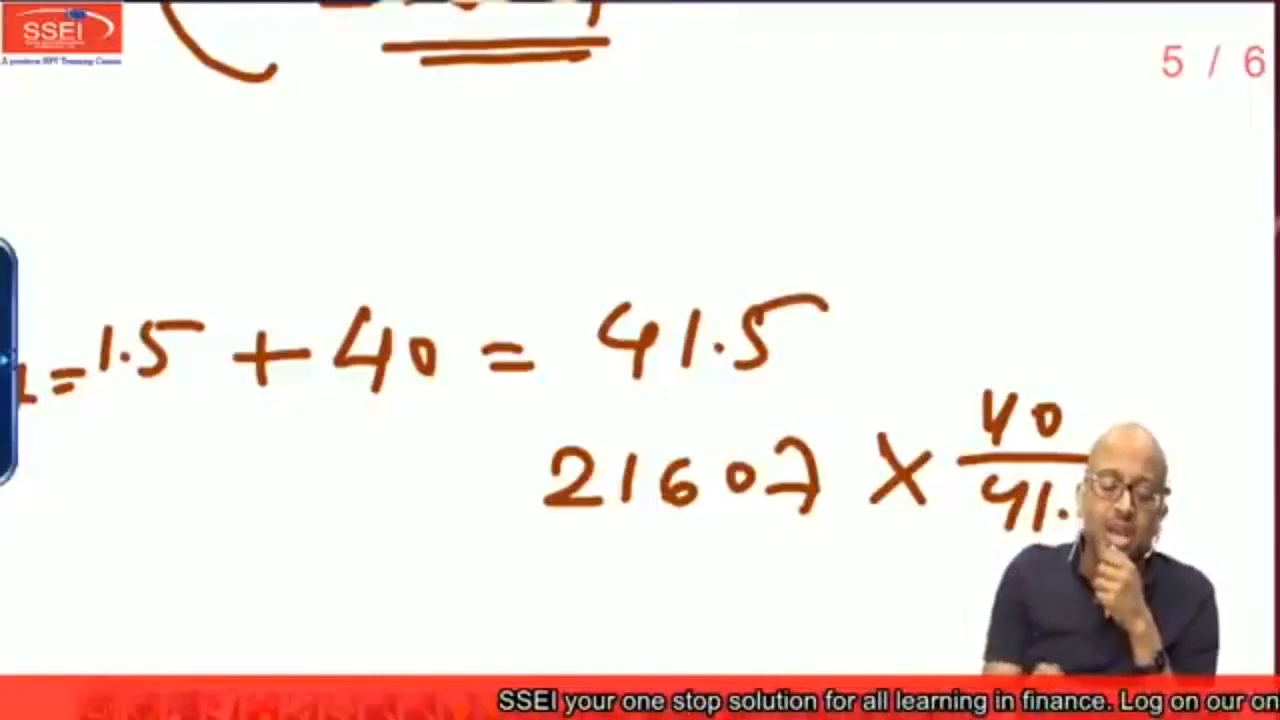 SSEI
5 / 6
= 1.5 + 40 = 41.5
21607 × 40
41.
SSEI your one stop solution for all learning in finance. Log on our on